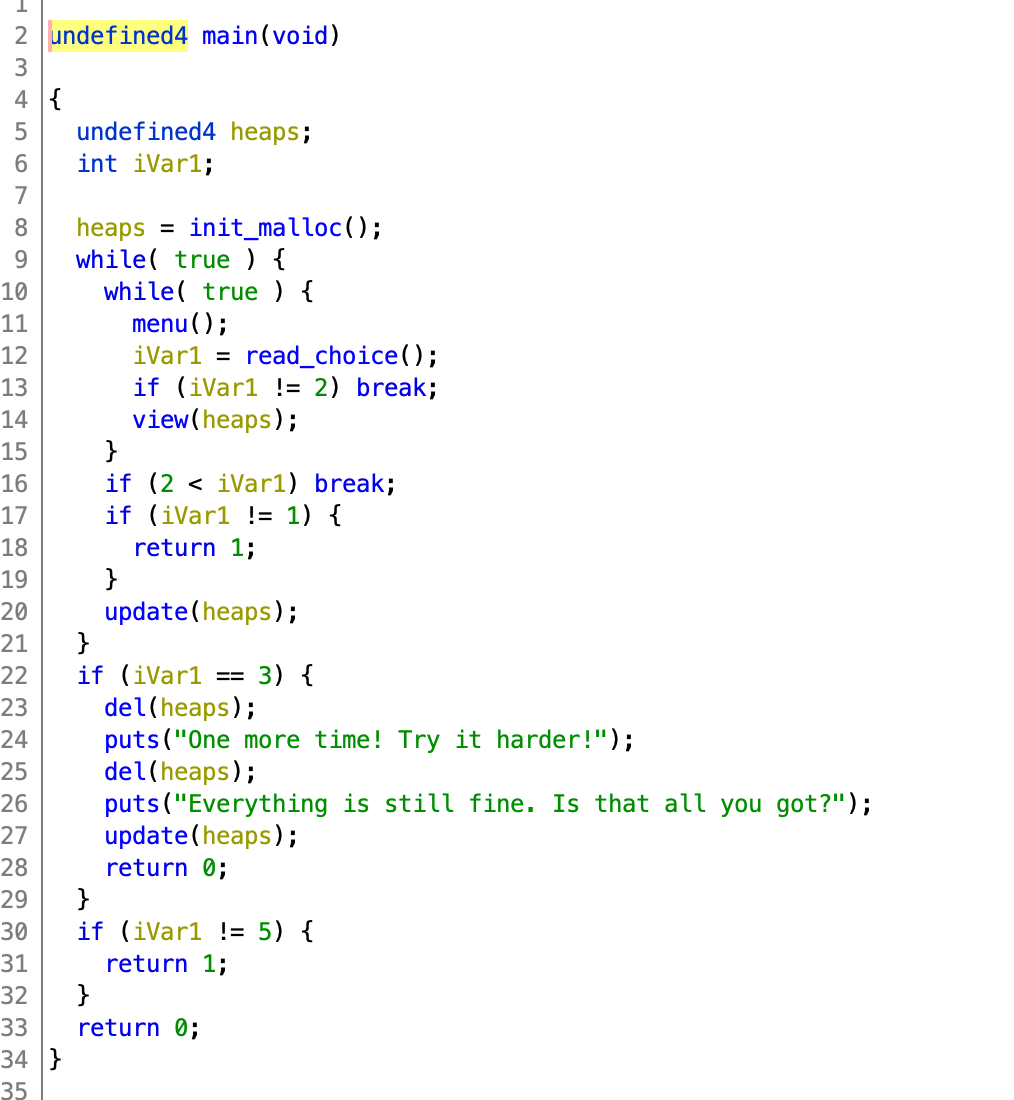 1
2 undefined4 main(void)
3
4 {
5   undefined4 heaps;
6   int iVar1;
7
8   heaps = init_malloc();
9   while( true ) {
10     while( true ) {
11       menu();
12       iVar1 = read_choice();
13       if (iVar1 != 2) break;
14       view(heaps);
15     }
16     if (2 < iVar1) break;
17     if (iVar1 != 1) {
18       return 1;
19     }
20     update(heaps);
21   }
22   if (iVar1 == 3) {
23     del(heaps);
24     puts("One more time! Try it harder!");
25     del(heaps);
26     puts("Everything is still fine. Is that all you got?");
27     update(heaps);
28     return 0;
29   }
30   if (iVar1 != 5) {
31     return 1;
32   }
33   return 0;
34 }
35